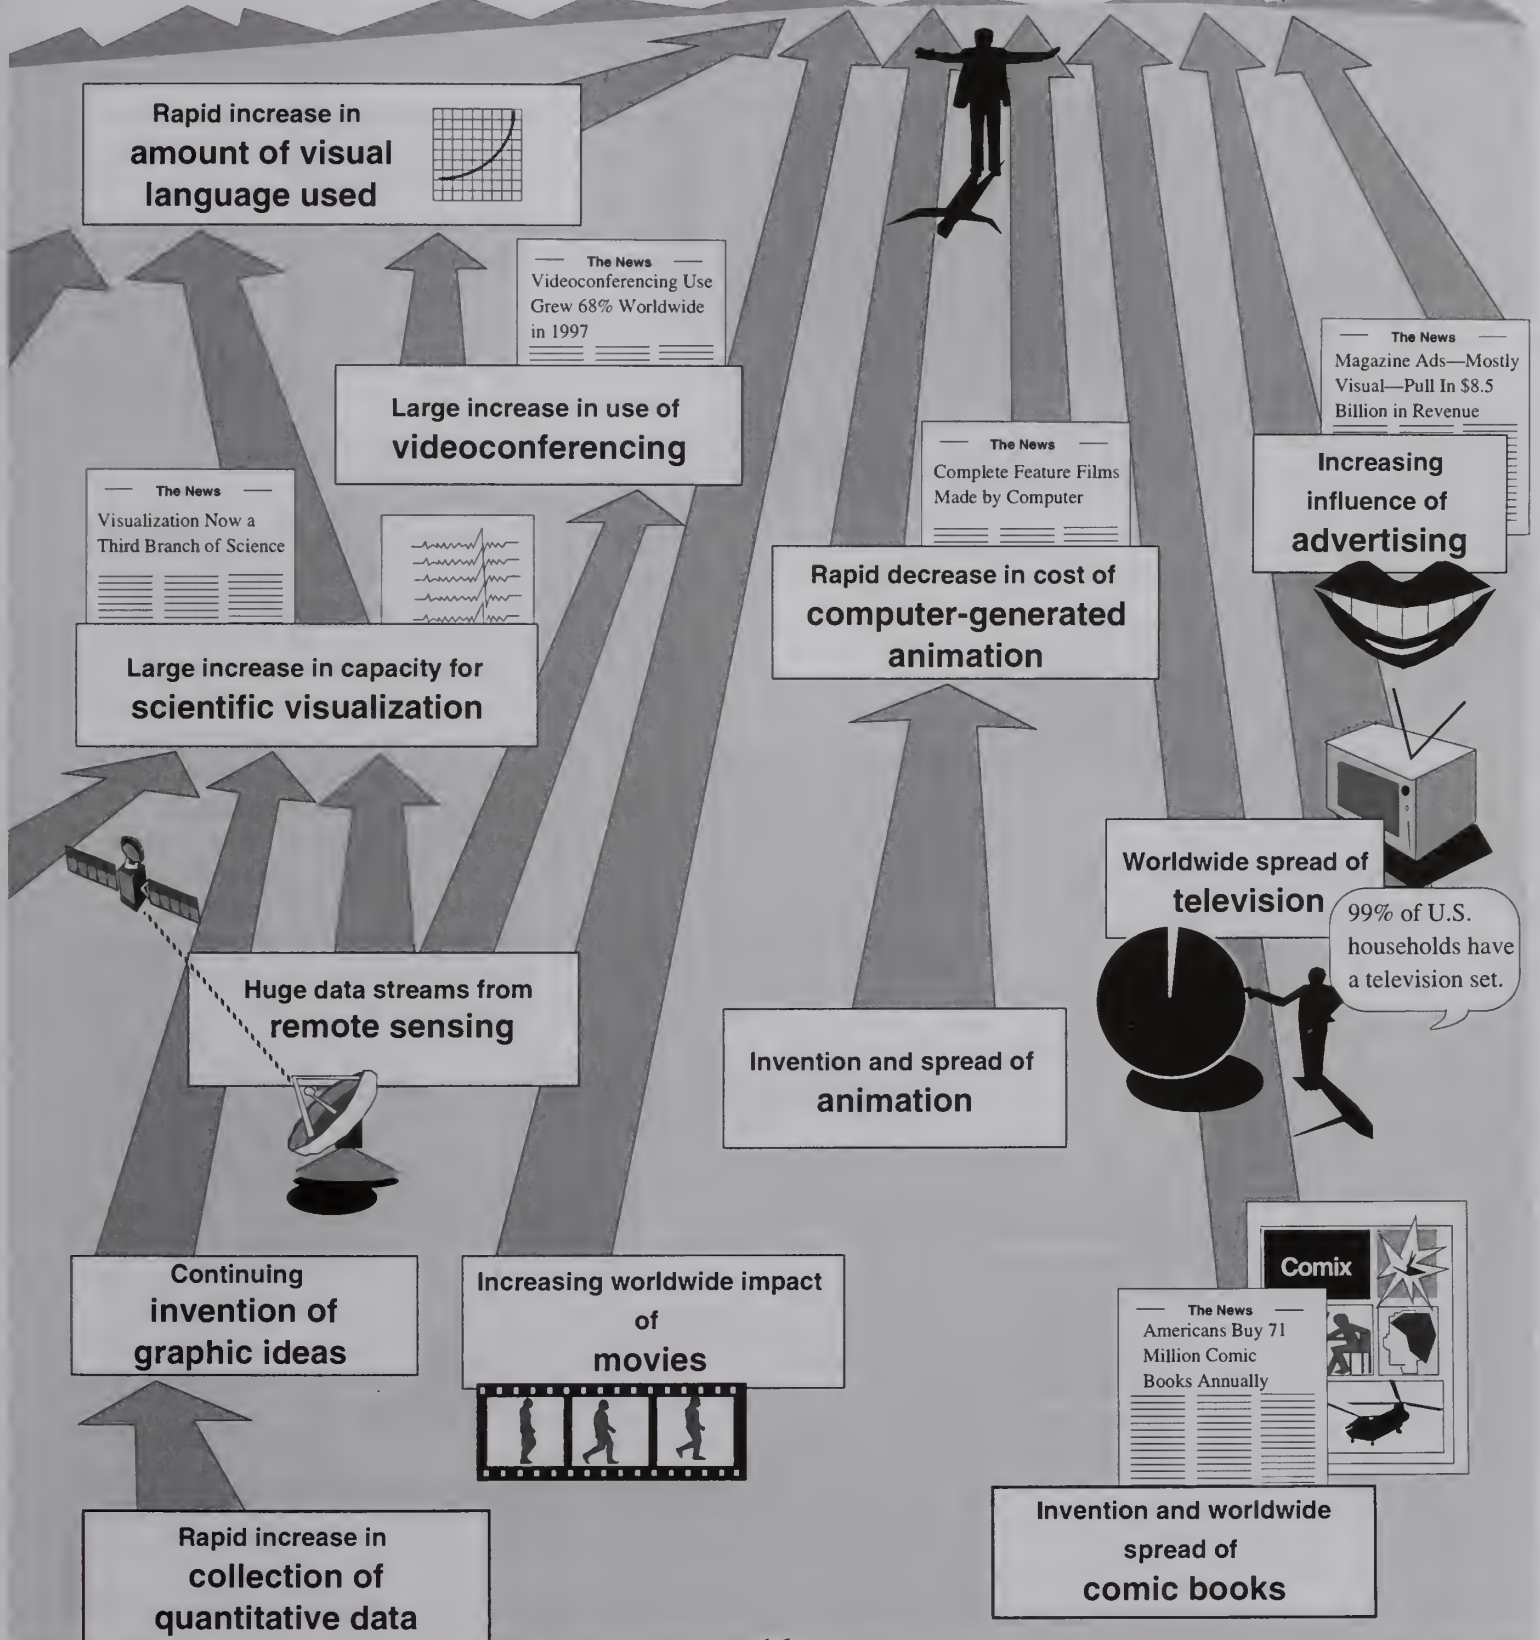 Rapid increase in
amount of visual
language used
The News
Videoconferencing Use
Grew 68% Worldwide
in 1997
Large increase in use of
videoconferencing
The News
Magazine Ads—Mostly
Visual—Pull In $8.5
Billion in Revenue
Increasing
influence of
advertising
The News
Complete Feature Films
Made by Computer
Rapid decrease in cost of
computer-generated
animation
The News
Visualization Now a
Third Branch of Science
Large increase in capacity for
scientific visualization
Worldwide spread of
television
99% of U.S.
households have
a television set.
Huge data streams from
remote sensing
Invention and spread of
animation
Continuing
invention of
graphic ideas
Increasing worldwide impact
of
movies
Comix
The News
Americans Buy 71
Million Comic
Books Annually
Invention and worldwide
spread of
comic books
Rapid increase in
collection of
quantitative data